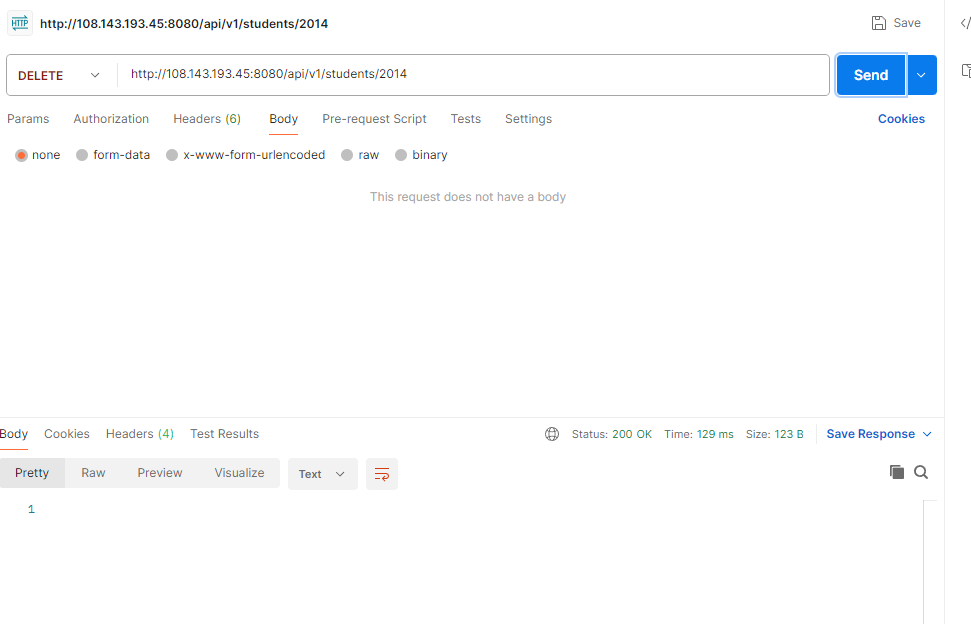 HTTP http://108.143.193.45:8080/api/v1/students/2014 Save
DELETE http://108.143.193.45:8080/api/v1/students/2014 Send
Params Authorization Headers (6) Body Pre-request Script Tests Settings Cookies
none form-data x-www-form-urlencoded raw binary
This request does not have a body
Body Cookies Headers (4) Test Results Status: 200 OK Time: 129 ms Size: 123 B Save Response
Pretty Raw Preview Visualize Text
1